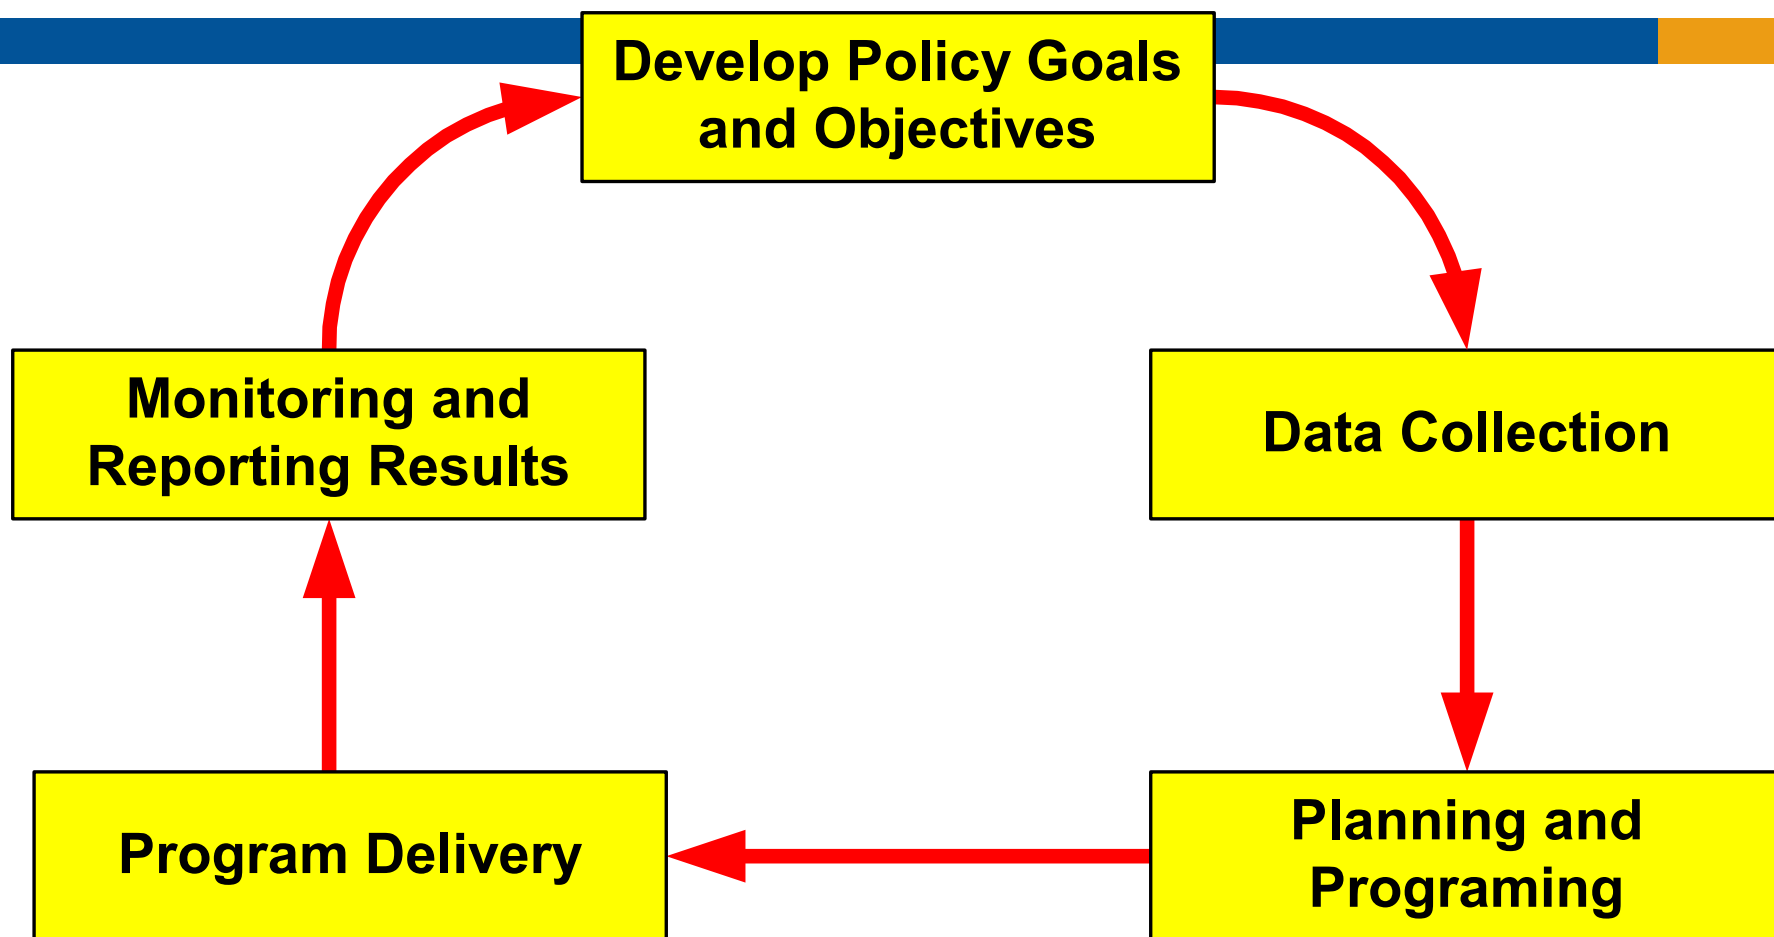 Develop Policy Goals
and Objectives
Monitoring and
Reporting Results
Data Collection
Program Delivery
Planning and
Programing